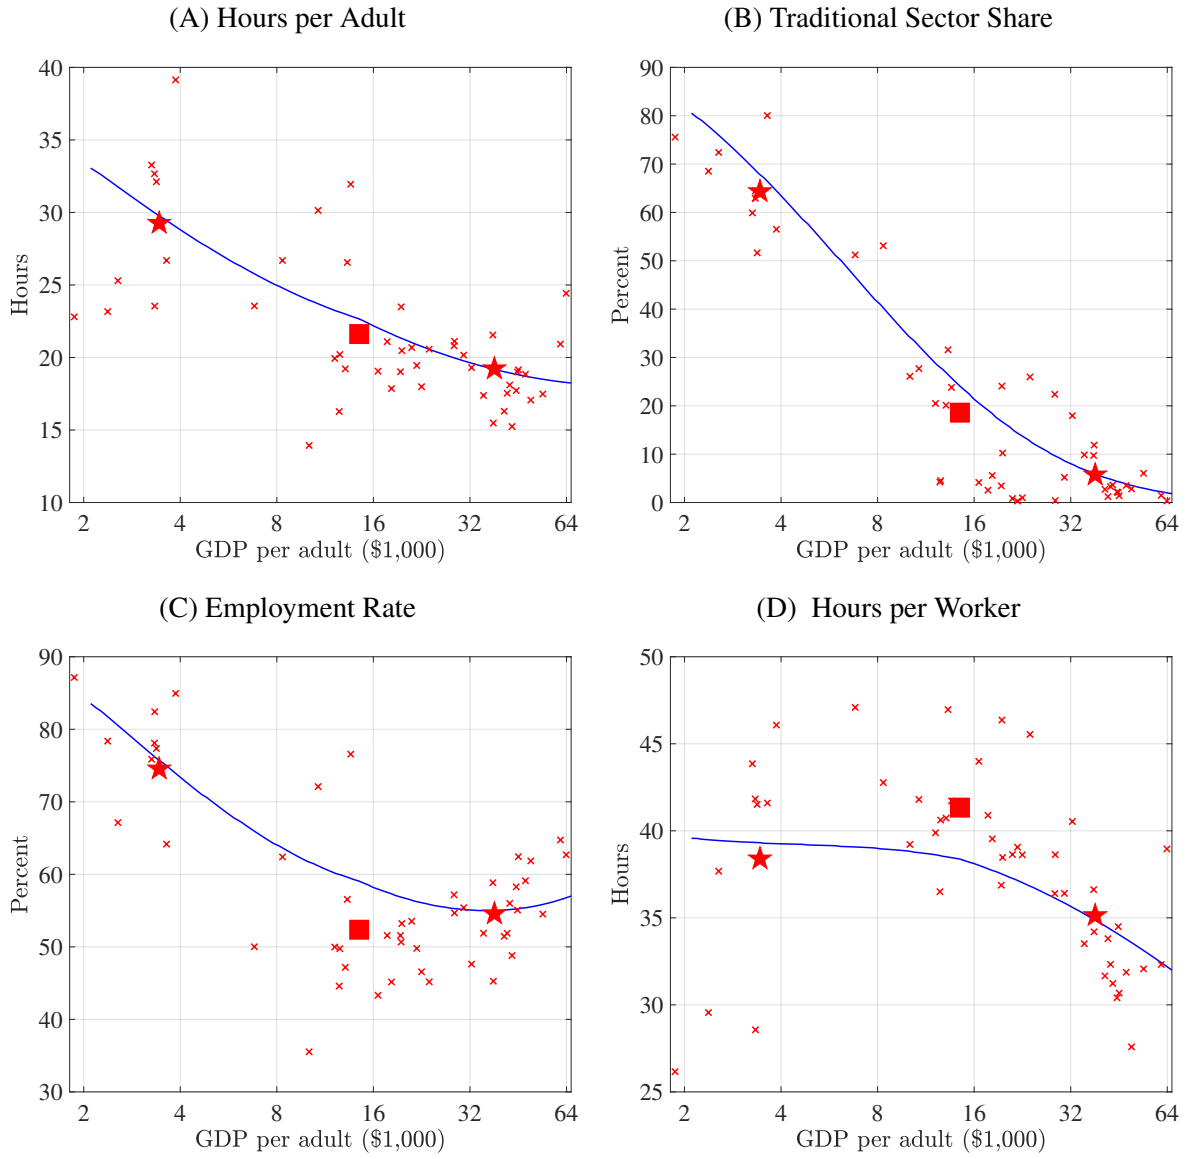 (A) Hours per Adult
(B) Traditional Sector Share
40
35
30
25
20
15
10
Hours
2 4 8 16 32 64
GDP per adult ($1,000)
90
80
70
60
50
40
30
20
10
0
Percent
2 4 8 16 32 64
GDP per adult ($1,000)
(C) Employment Rate
(D) Hours per Worker
90
80
70
60
50
40
30
Percent
2 4 8 16 32 64
GDP per adult ($1,000)
50
45
40
35
30
25
Hours
2 4 8 16 32 64
GDP per adult ($1,000)